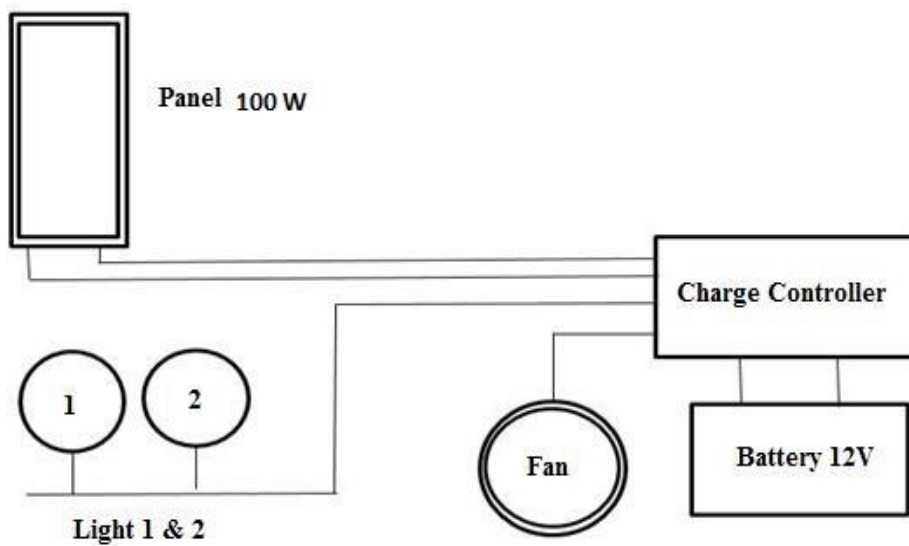 Panel 100 W
Charge Controller
1
2
Fan
Battery 12V
Light 1 & 2